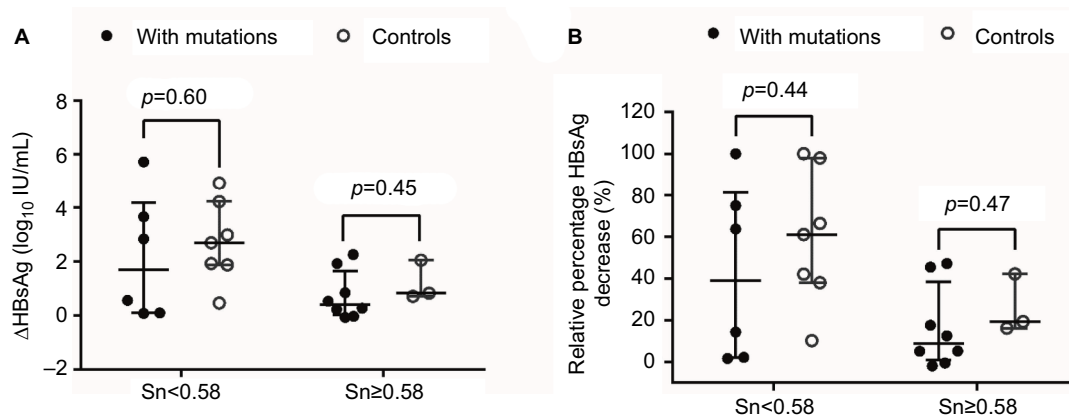 A
With mutations
Controls
ΔHBsAg (log10 IU/mL)
8
6
4
2
0
–2
p=0.60
p=0.45
Sn<0.58
Sn≥0.58
B
With mutations
Controls
Relative percentage HBsAg
decrease (%)
120
100
80
60
40
20
0
p=0.44
p=0.47
Sn<0.58
Sn≥0.58